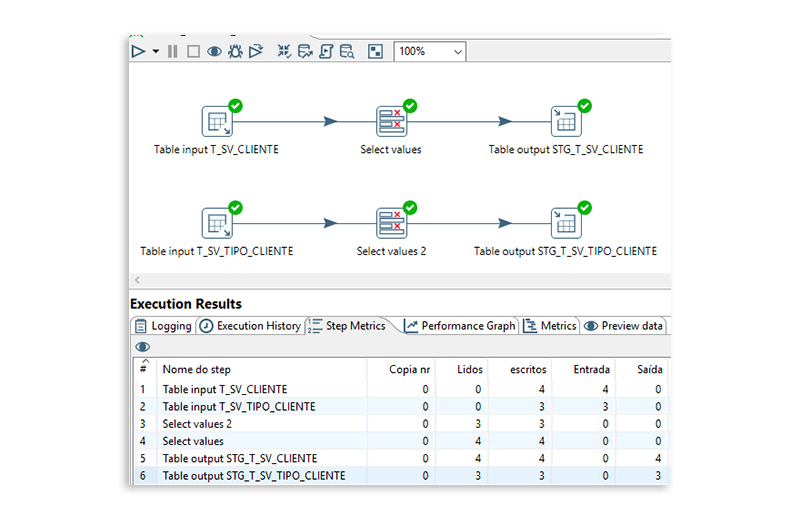 100%
Table input T_SV_CLIENTE Select values Table output STG_T_SV_CLIENTE
Table input T_SV_TIPO_CLIENTE Select values 2 Table output STG_T_SV_TIPO_CLIENTE
Execution Results
Logging Execution History Step Metrics Performance Graph Metrics Preview data
# Nome do step Copia nr Lidos escritos Entrada Saída
1 Table input T_SV_CLIENTE 0 0 4 4 0
2 Table input T_SV_TIPO_CLIENTE 0 0 3 3 0
3 Select values 2 0 3 3 0 0
4 Select values 0 4 4 0 0
5 Table output STG_T_SV_CLIENTE 0 4 4 0 4
6 Table output STG_T_SV_TIPO_CLIENTE 0 3 3 0 3